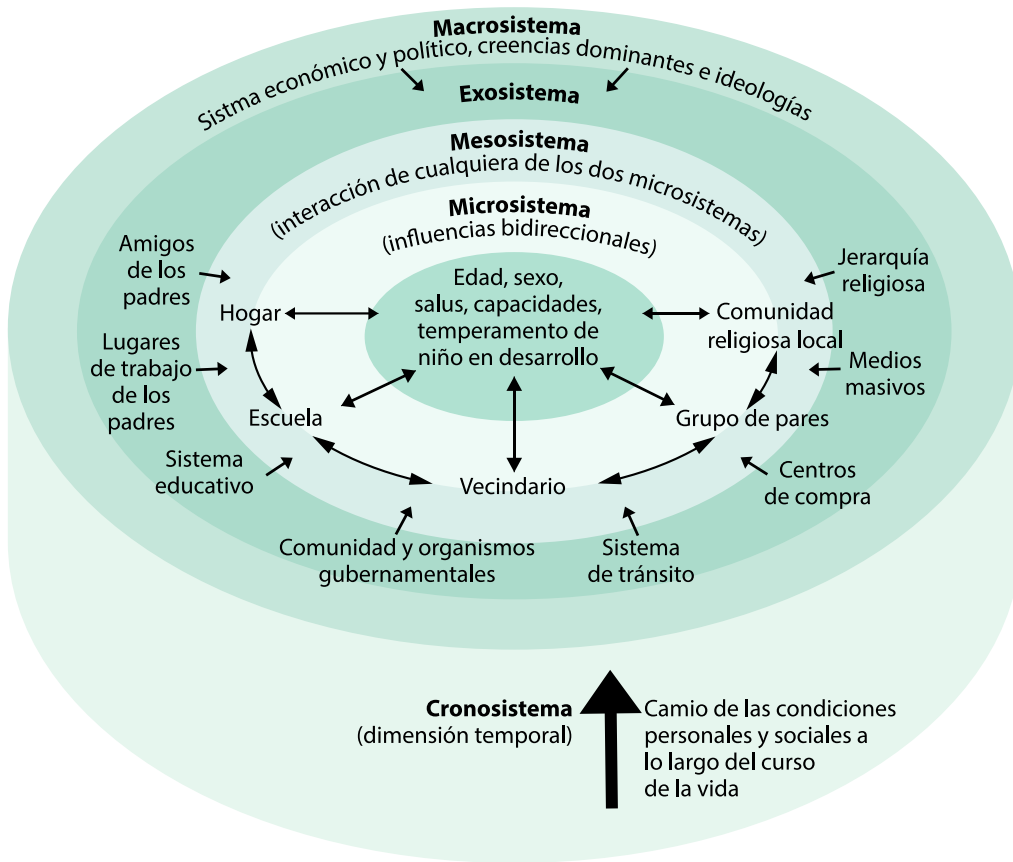 Macrosistema
Sistma económico y político, creencias dominantes e ideologías
Exosistema
Mesosistema
(interacción de cualquiera de los dos microsistemas)
Microsistema
(influencias bidireccionales)
Edad, sexo,
salus, capacidades,
temperamento de
niño en desarrollo
Amigos
de los
padres
Hogar
Lugares
de trabajo
de los
padres
Escuela
Sistema
educativo
Vecindario
Comunidad y organismos
gubernamentales
Sistema
de tránsito
Jerarquía
religiosa
Comunidad
religiosa local
Medios
masivos
Grupo de pares
Centros
de compra
Cronosistema
(dimensión temporal)
Camio de las condiciones
personales y sociales a
lo largo del curso
de la vida